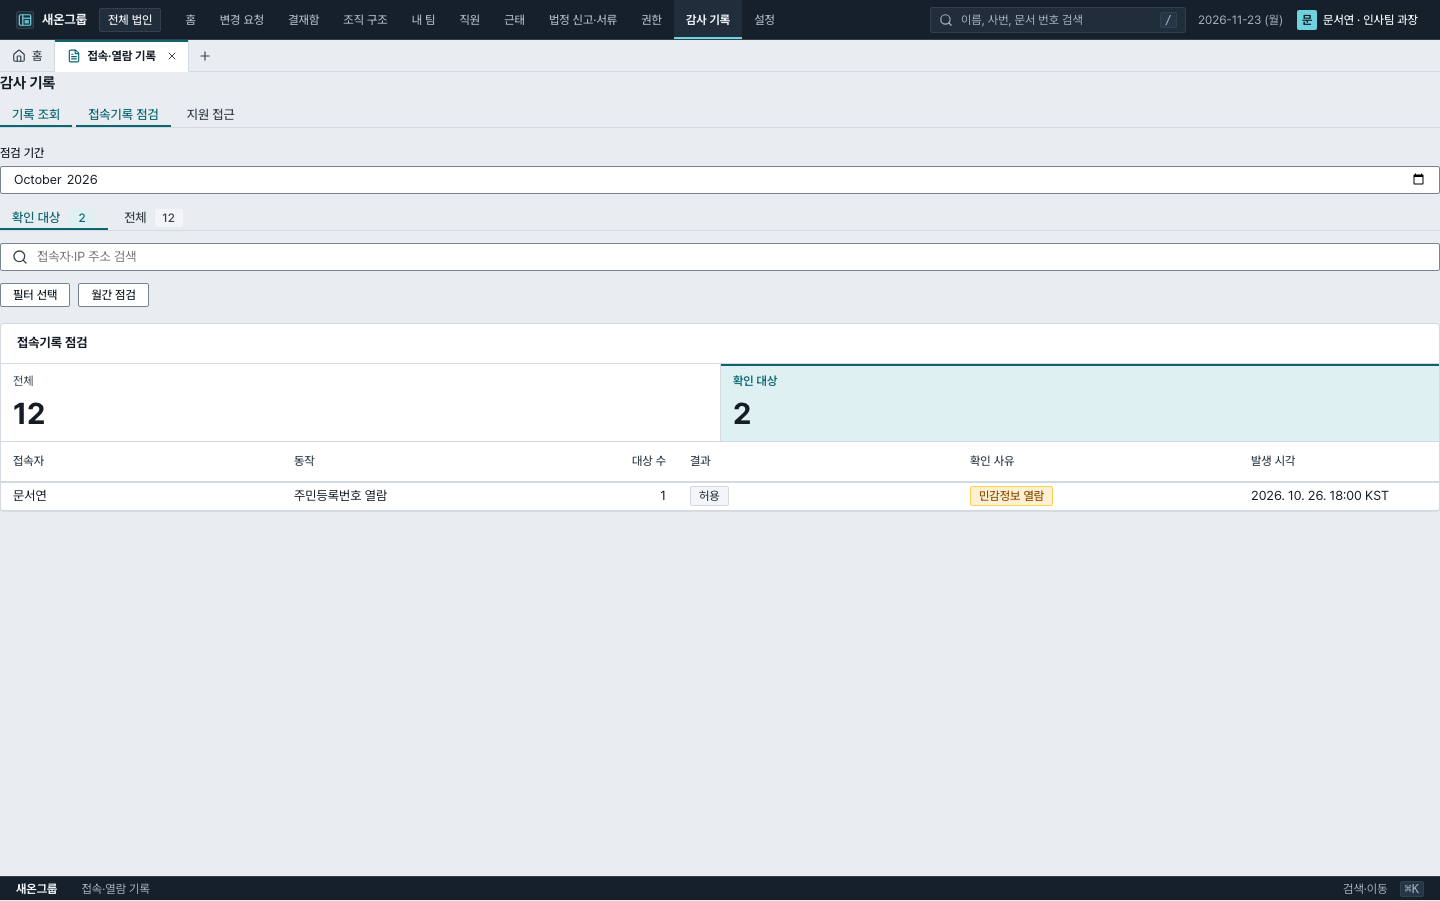 새온그룹 전체 법인 홈 변경 요청 결재함 조직 구조 내 팀 직원 근태 법정 신고·서류 권한 감사 기록 설정 이름, 사번, 문서 번호 검색 / 2026-11-23 (월) 문 문서연 · 인사팀 과장
홈 접속·열람 기록
감사 기록
기록 조회 접속기록 점검 지원 접근
점검 기간
October 2026
확인 대상 2 전체 12
접속자·IP 주소 검색
필터 선택 월간 점검
접속기록 점검
전체 확인 대상
12 2
접속자 동작 대상 수 결과 확인 사유 발생 시각
문서연 주민등록번호 열람 1 허용 민감정보 열람 2026. 10. 26. 18:00 KST
새온그룹 접속·열람 기록 검색·이동 ⌘K